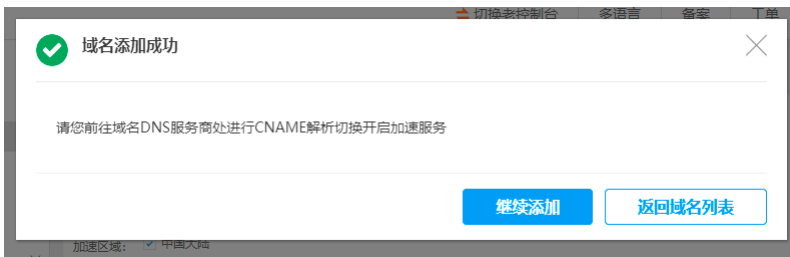 切换老控制台 多语言 备案 工单
域名添加成功
请您前往域名DNS服务商处进行CNAME解析切换开启加速服务
继续添加 返回域名列表
加速区域: 中国大陆